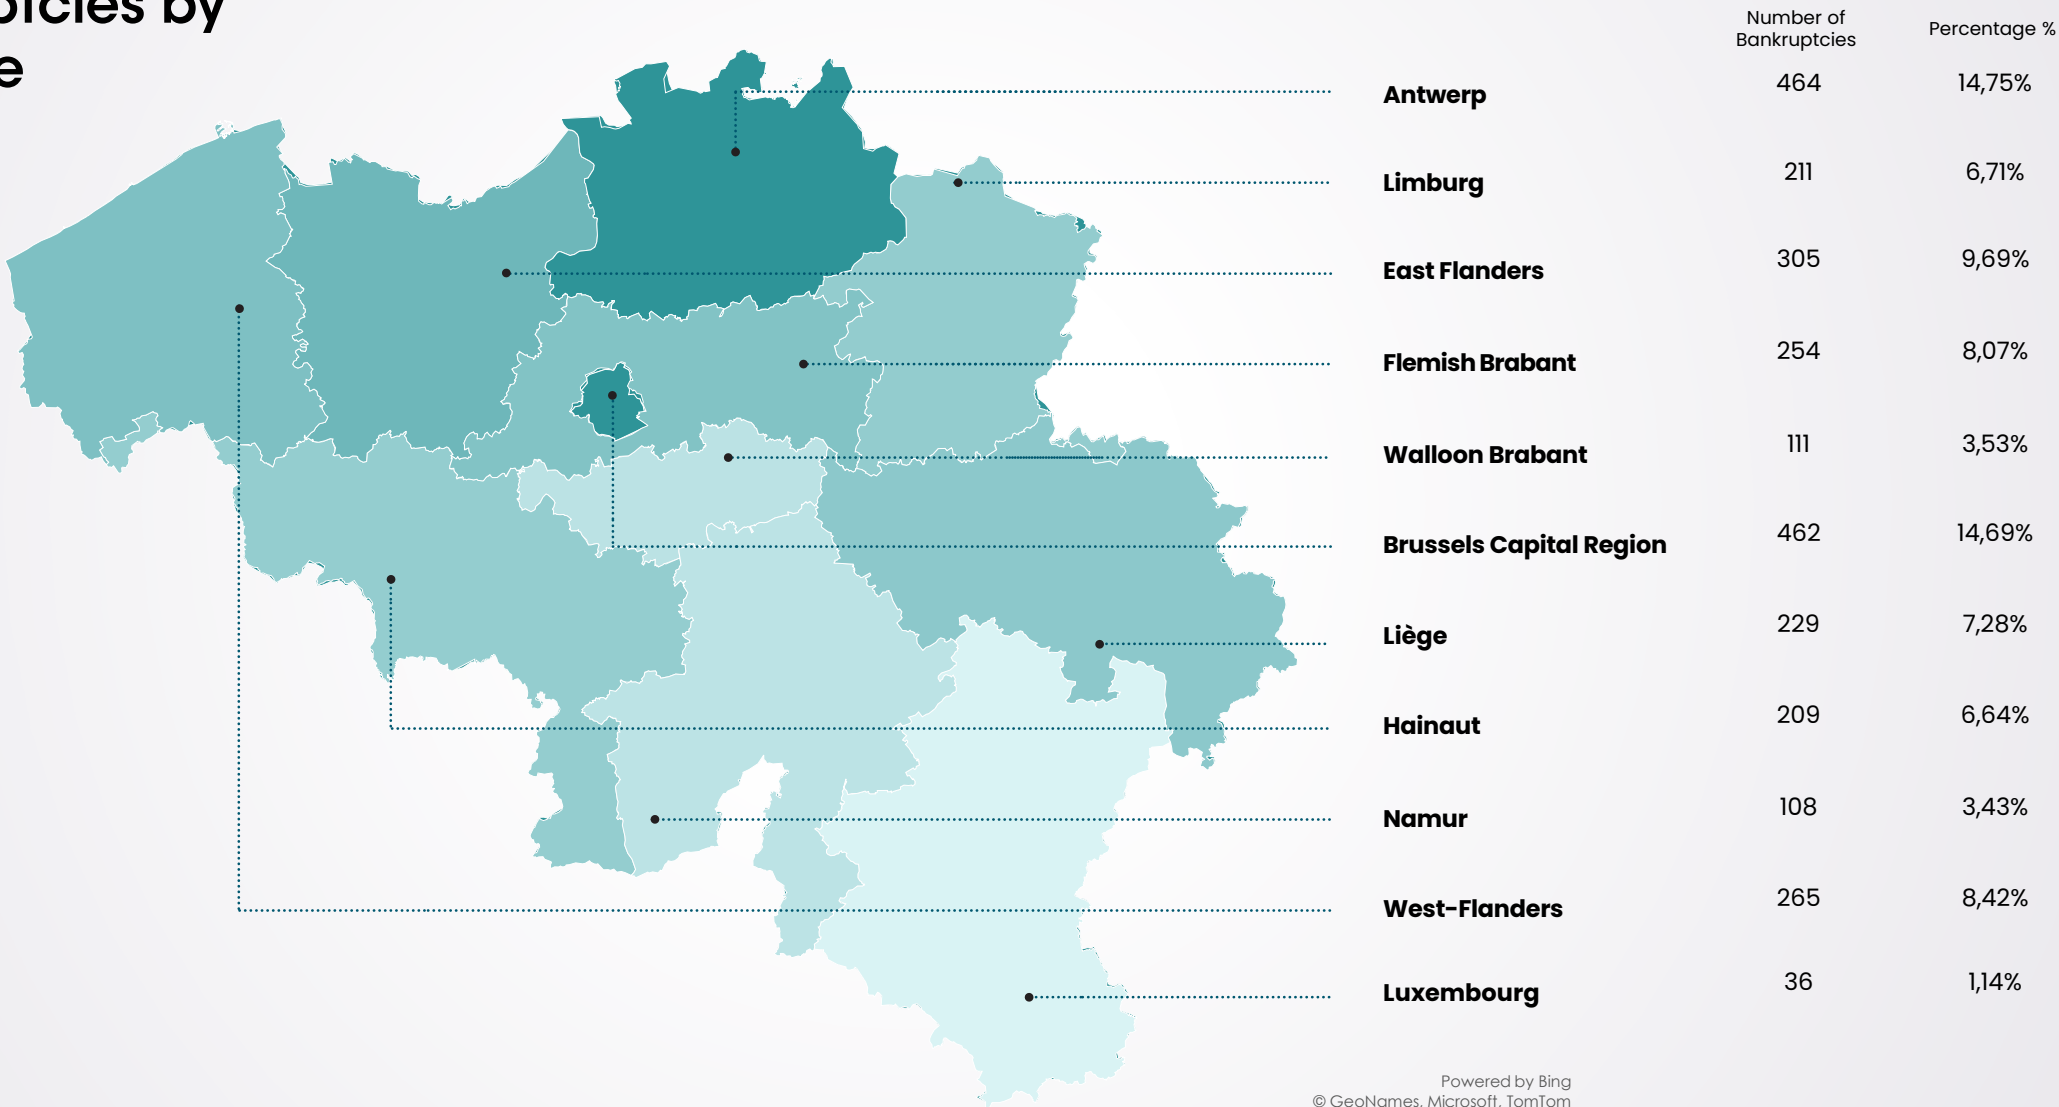 by
Number of
Bankruptcies
Percentage %
Antwerp 464 14,75%
Limburg 211 6,71%
East Flanders 305 9,69%
Flemish Brabant 254 8,07%
Walloon Brabant 111 3,53%
Brussels Capital Region 462 14,69%
Liège 229 7,28%
Hainaut 209 6,64%
Namur 108 3,43%
West-Flanders 265 8,42%
Luxembourg 36 1,14%
Powered by Bing
© GeoNames, Microsoft, TomTom